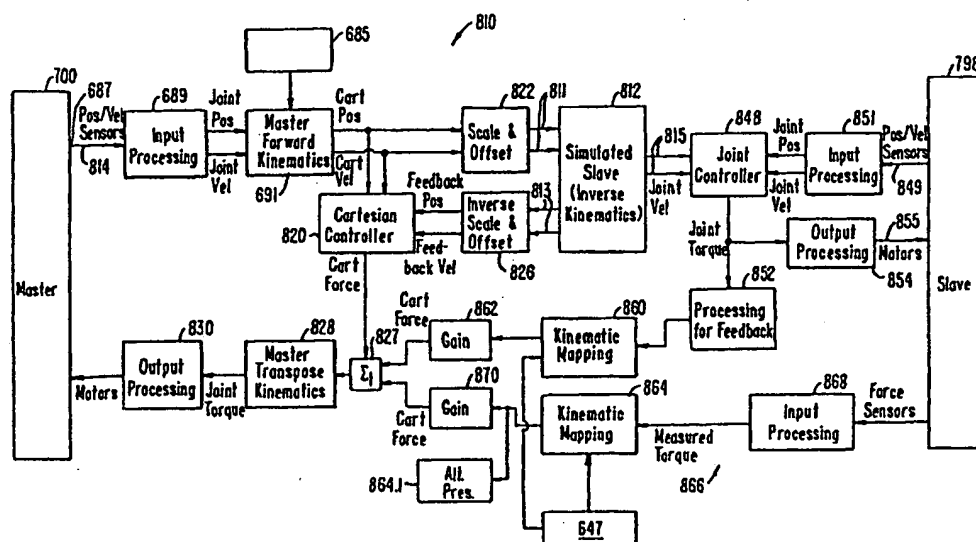 810
685
700
687
Pos/Vel
Sensors
814
689
Input
Processing
Joint
Pos
Joint
Vel
Master
Forward
Kinematics
691
Cart
Pos
Cart
Vel
822
Scale &
Offset
811
812
Simulated
Slave
(Inverse
Kinematics)
815
Joint
Vel
848
Joint
Controller
Joint
Pos
Joint
Vel
851
Input
Processing
Pos/Vel
Sensors
849
798
820
Cartesian
Controller
Feedback
Pos
Feed-
back Vel
Inverse
Scale &
Offset
826
813
Cart
Force
Joint
Torque
Output
Processing
854
855
Motors
852
Processing
for Feedback
Master
Slave
830
Output
Processing
Motors
828
Master
Transpose
Kinematics
Joint
Torque
827
Σf
Cart
Force
862
Gain
860
Kinematic
Mapping
870
Gain
Cart
Force
864
Kinematic
Mapping
Measured
Torque
868
Input
Processing
Force
Sensors
866
864.1
Alt.
Pres.
647